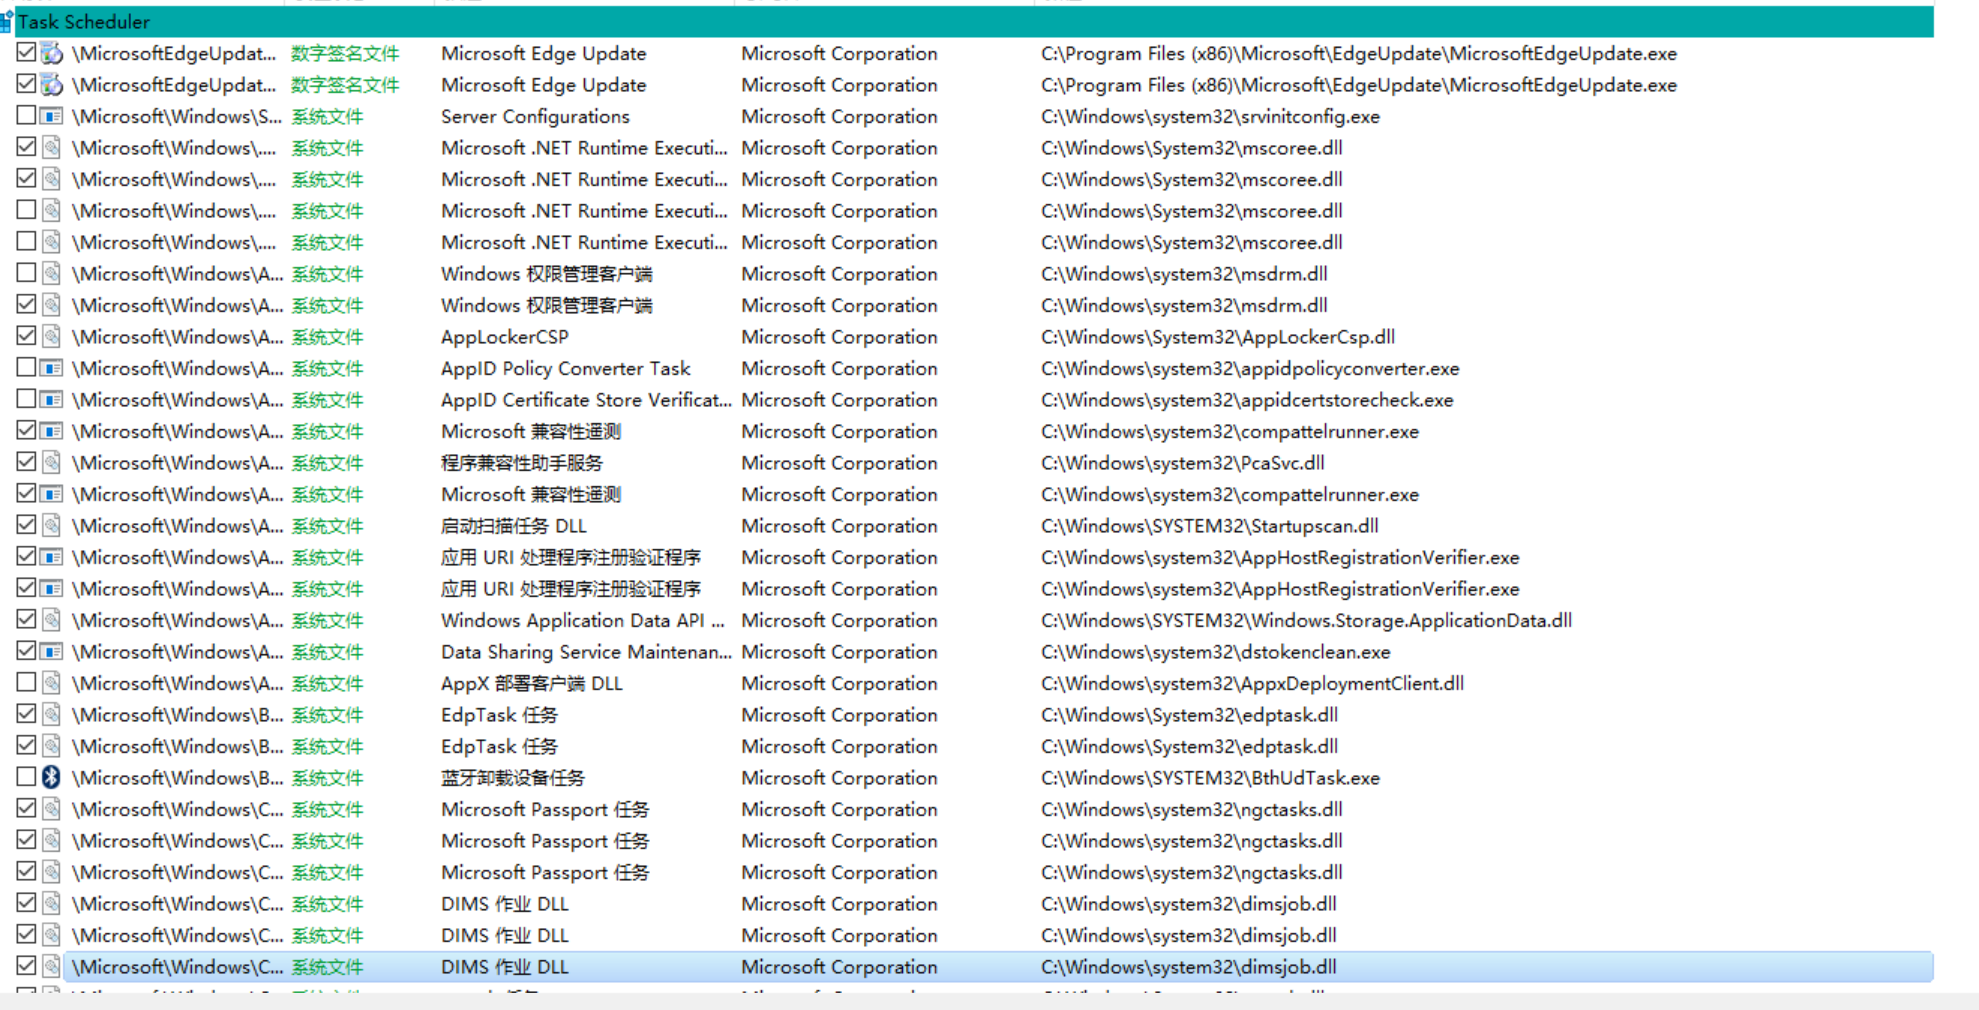 Task Scheduler
\MicrosoftEdgeUpdat... 数字签名文件 Microsoft Edge Update Microsoft Corporation C:\Program Files (x86)\Microsoft\EdgeUpdate\MicrosoftEdgeUpdate.exe
\MicrosoftEdgeUpdat... 数字签名文件 Microsoft Edge Update Microsoft Corporation C:\Program Files (x86)\Microsoft\EdgeUpdate\MicrosoftEdgeUpdate.exe
\Microsoft\Windows\S... 系统文件 Server Configurations Microsoft Corporation C:\Windows\system32\srvinitconfig.exe
\Microsoft\Windows\.... 系统文件 Microsoft .NET Runtime Executi... Microsoft Corporation C:\Windows\System32\mscoree.dll
\Microsoft\Windows\.... 系统文件 Microsoft .NET Runtime Executi... Microsoft Corporation C:\Windows\System32\mscoree.dll
\Microsoft\Windows\.... 系统文件 Microsoft .NET Runtime Executi... Microsoft Corporation C:\Windows\System32\mscoree.dll
\Microsoft\Windows\.... 系统文件 Microsoft .NET Runtime Executi... Microsoft Corporation C:\Windows\System32\mscoree.dll
\Microsoft\Windows\A... 系统文件 Windows 权限管理客户端 Microsoft Corporation C:\Windows\system32\msdrm.dll
\Microsoft\Windows\A... 系统文件 Windows 权限管理客户端 Microsoft Corporation C:\Windows\system32\msdrm.dll
\Microsoft\Windows\A... 系统文件 AppLockerCSP Microsoft Corporation C:\Windows\System32\AppLockerCsp.dll
\Microsoft\Windows\A... 系统文件 AppID Policy Converter Task Microsoft Corporation C:\Windows\system32\appidpolicyconverter.exe
\Microsoft\Windows\A... 系统文件 AppID Certificate Store Verificat... Microsoft Corporation C:\Windows\system32\appidcertstorecheck.exe
\Microsoft\Windows\A... 系统文件 Microsoft 兼容性遥测 Microsoft Corporation C:\Windows\system32\compattelrunner.exe
\Microsoft\Windows\A... 系统文件 程序兼容性助手服务 Microsoft Corporation C:\Windows\system32\PcaSvc.dll
\Microsoft\Windows\A... 系统文件 Microsoft 兼容性遥测 Microsoft Corporation C:\Windows\system32\compattelrunner.exe
\Microsoft\Windows\A... 系统文件 启动扫描任务 DLL Microsoft Corporation C:\Windows\SYSTEM32\Startupscan.dll
\Microsoft\Windows\A... 系统文件 应用 URI 处理程序注册验证程序 Microsoft Corporation C:\Windows\system32\AppHostRegistrationVerifier.exe
\Microsoft\Windows\A... 系统文件 应用 URI 处理程序注册验证程序 Microsoft Corporation C:\Windows\system32\AppHostRegistrationVerifier.exe
\Microsoft\Windows\A... 系统文件 Windows Application Data API ... Microsoft Corporation C:\Windows\SYSTEM32\Windows.Storage.ApplicationData.dll
\Microsoft\Windows\A... 系统文件 Data Sharing Service Maintenan... Microsoft Corporation C:\Windows\system32\dstokenclean.exe
\Microsoft\Windows\A... 系统文件 AppX 部署客户端 DLL Microsoft Corporation C:\Windows\system32\AppxDeploymentClient.dll
\Microsoft\Windows\B... 系统文件 EdpTask 任务 Microsoft Corporation C:\Windows\System32\edptask.dll
\Microsoft\Windows\B... 系统文件 EdpTask 任务 Microsoft Corporation C:\Windows\System32\edptask.dll
\Microsoft\Windows\B... 系统文件 蓝牙卸载设备任务 Microsoft Corporation C:\Windows\SYSTEM32\BthUdTask.exe
\Microsoft\Windows\C... 系统文件 Microsoft Passport 任务 Microsoft Corporation C:\Windows\system32\ngctasks.dll
\Microsoft\Windows\C... 系统文件 Microsoft Passport 任务 Microsoft Corporation C:\Windows\system32\ngctasks.dll
\Microsoft\Windows\C... 系统文件 Microsoft Passport 任务 Microsoft Corporation C:\Windows\system32\ngctasks.dll
\Microsoft\Windows\C... 系统文件 DIMS 作业 DLL Microsoft Corporation C:\Windows\system32\dimsjob.dll
\Microsoft\Windows\C... 系统文件 DIMS 作业 DLL Microsoft Corporation C:\Windows\system32\dimsjob.dll
\Microsoft\Windows\C... 系统文件 DIMS 作业 DLL Microsoft Corporation C:\Windows\system32\dimsjob.dll